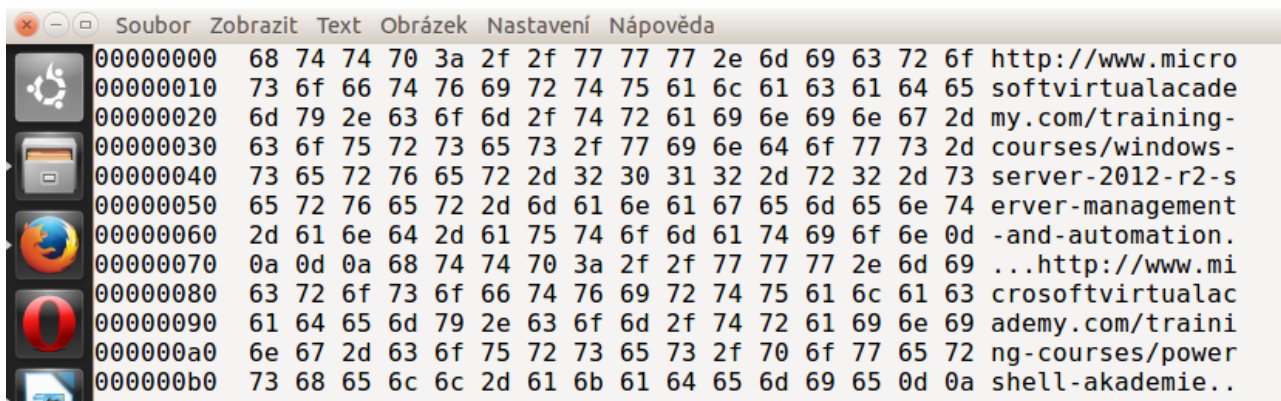 Soubor Zobrazit Text Obrázek Nastavení Nápověda
00000000 68 74 74 70 3a 2f 2f 77 77 77 2e 6d 69 63 72 6f http://www.micro
00000010 73 6f 66 74 76 69 72 74 75 61 6c 61 63 61 64 65 softvirtualacade
00000020 6d 79 2e 63 6f 6d 2f 74 72 61 69 6e 69 6e 67 2d my.com/training-
00000030 63 6f 75 72 73 65 73 2f 77 69 6e 64 6f 77 73 2d courses/windows-
00000040 73 65 72 76 65 72 2d 32 30 31 32 2d 72 32 2d 73 server-2012-r2-s
00000050 65 72 76 65 72 2d 6d 61 6e 61 67 65 6d 65 6e 74 erver-management
00000060 2d 61 6e 64 2d 61 75 74 6f 6d 61 74 69 6f 6e 0d -and-automation.
00000070 0a 0d 0a 68 74 74 70 3a 2f 2f 77 77 77 2e 6d 69 ...http://www.mi
00000080 63 72 6f 73 6f 66 74 76 69 72 74 75 61 6c 61 63 crosoftvirtualac
00000090 61 64 65 6d 79 2e 63 6f 6d 2f 74 72 61 69 6e 69 ademy.com/traini
000000a0 6e 67 2d 63 6f 75 72 73 65 73 2f 70 6f 77 65 72 ng-courses/power
000000b0 73 68 65 6c 6c 2d 61 6b 61 64 65 6d 69 65 0d 0a shell-akademie..